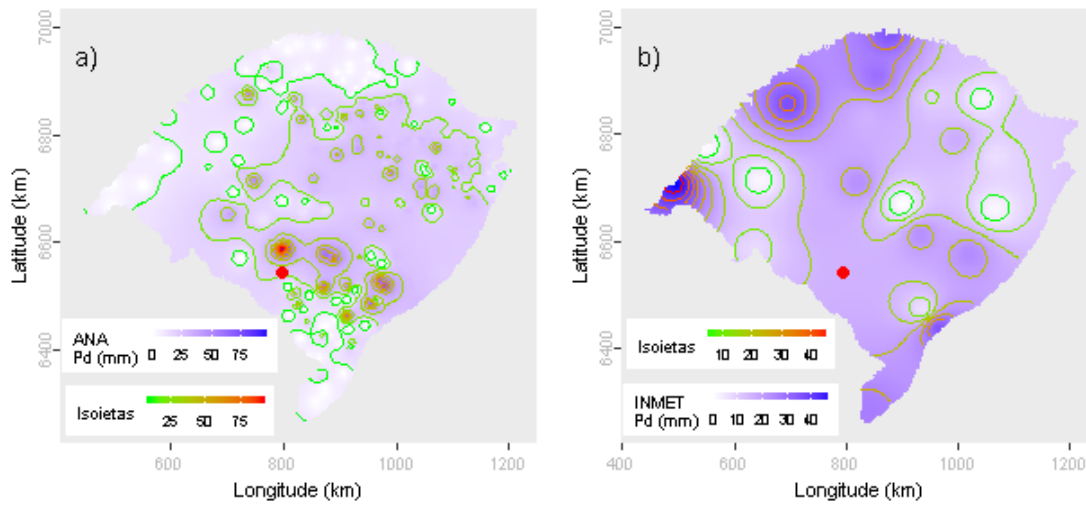 a)
7000
6800
6600
6400
Latitude (km)
ANA
Pd (mm) 0 25 50 75
Isoietas
25 50 75
600 800 1000 1200
Longitude (km)
b)
7000
6800
6600
6400
Latitude (km)
Isoietas
10 20 30 40
INMET
Pd (mm) 0 10 20 30 40
400 600 800 1000 1200
Longitude (km)